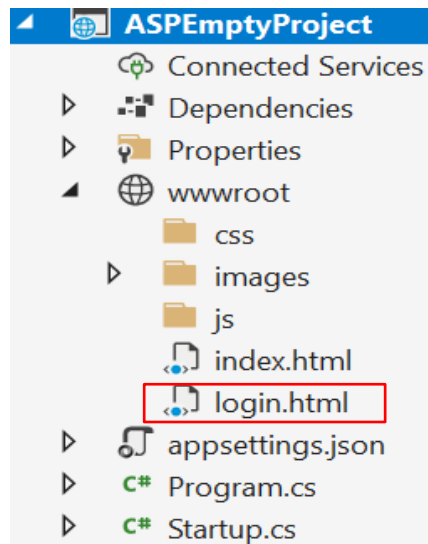 ASPEmptyProject
Connected Services
Dependencies
Properties
wwwroot
css
images
js
index.html
login.html
appsettings.json
C# Program.cs
C# Startup.cs